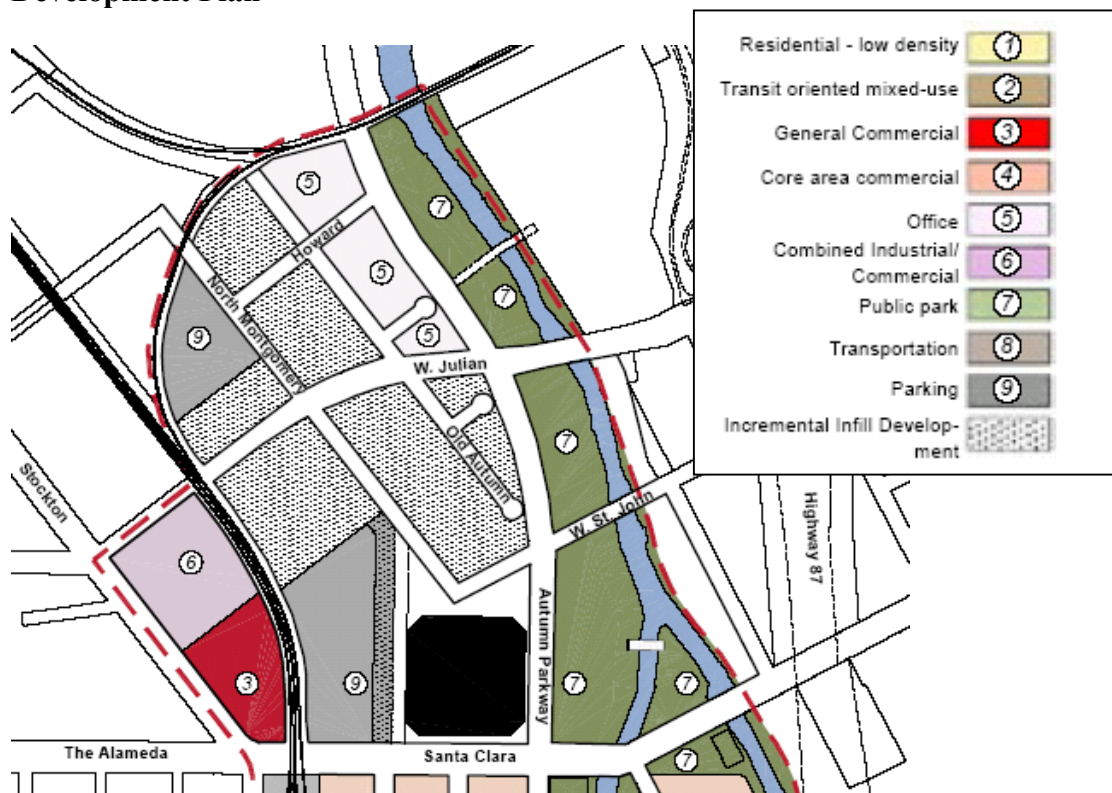 Development Plan
Residential - low density
1
Transit oriented mixed-use
2
General Commercial
3
Core area commercial
4
Office
5
Combined Industrial/
Commercial
6
Public park
7
Transportation
8
Parking
9
Incremental Infill Develop-
ment
5
7
Howard
5
North Montgomery
7
9
5
W. Julian
7
Old Autumn
Stockton
W. St. John
Highway 87
6
Autumn Parkway
3
9
7
7
The Alameda
Santa Clara
7